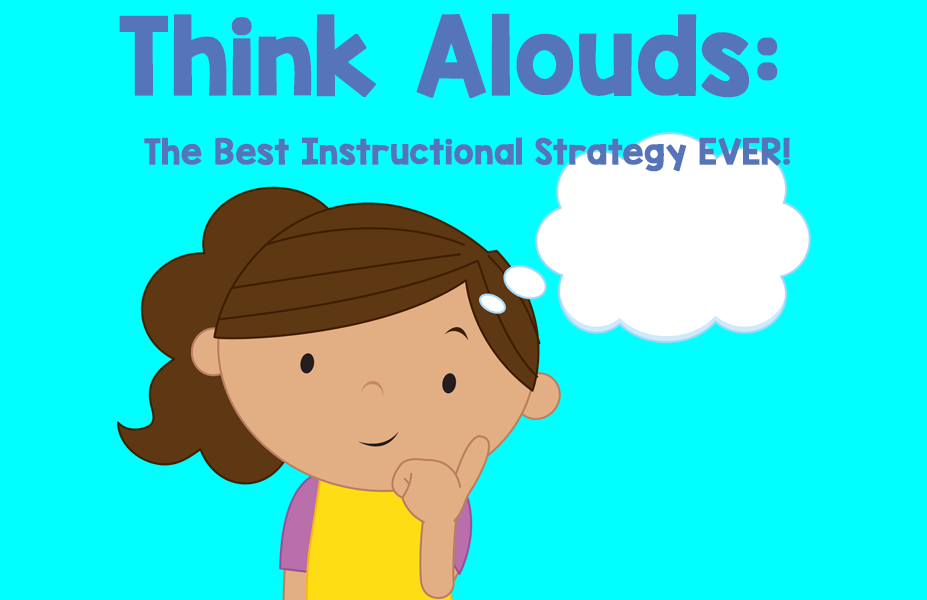 Think Alouds:
The Best Instructional Strategy EVER!